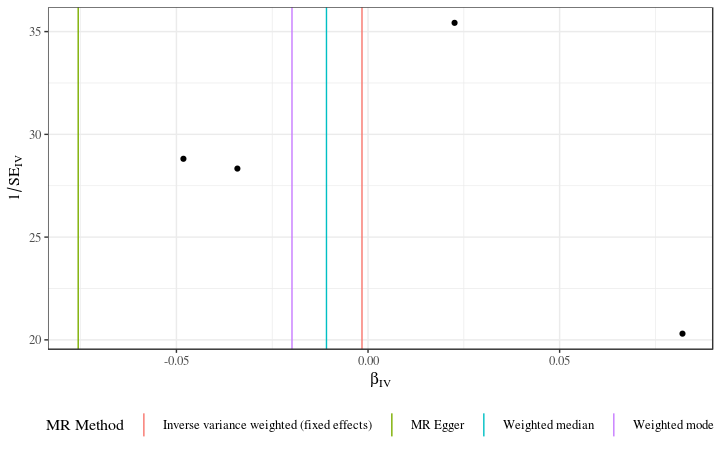 35
30
25
20
1/SE_IV
-0.05 0.00 0.05
β_IV
MR Method Inverse variance weighted (fixed effects) MR Egger Weighted median Weighted mode